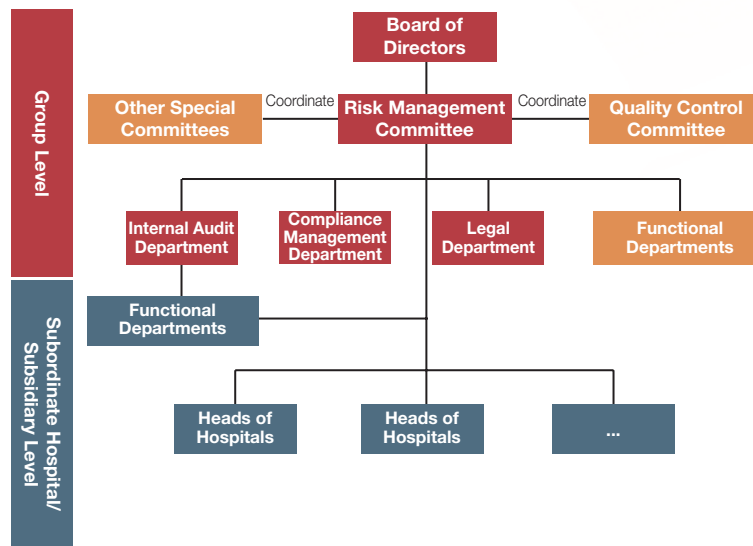 Group Level
Board of
Directors
Other Special
Committees
Coordinate
Risk Management
Committee
Coordinate
Quality Control
Committee
Internal Audit
Department
Compliance
Management
Department
Legal
Department
Functional
Departments
Subordinate Hospital/
Subsidiary Level
Functional
Departments
Heads of
Hospitals
Heads of
Hospitals
...